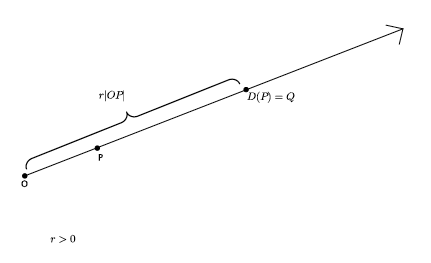 r|OP|
D(P) = Q
P
O
r > 0